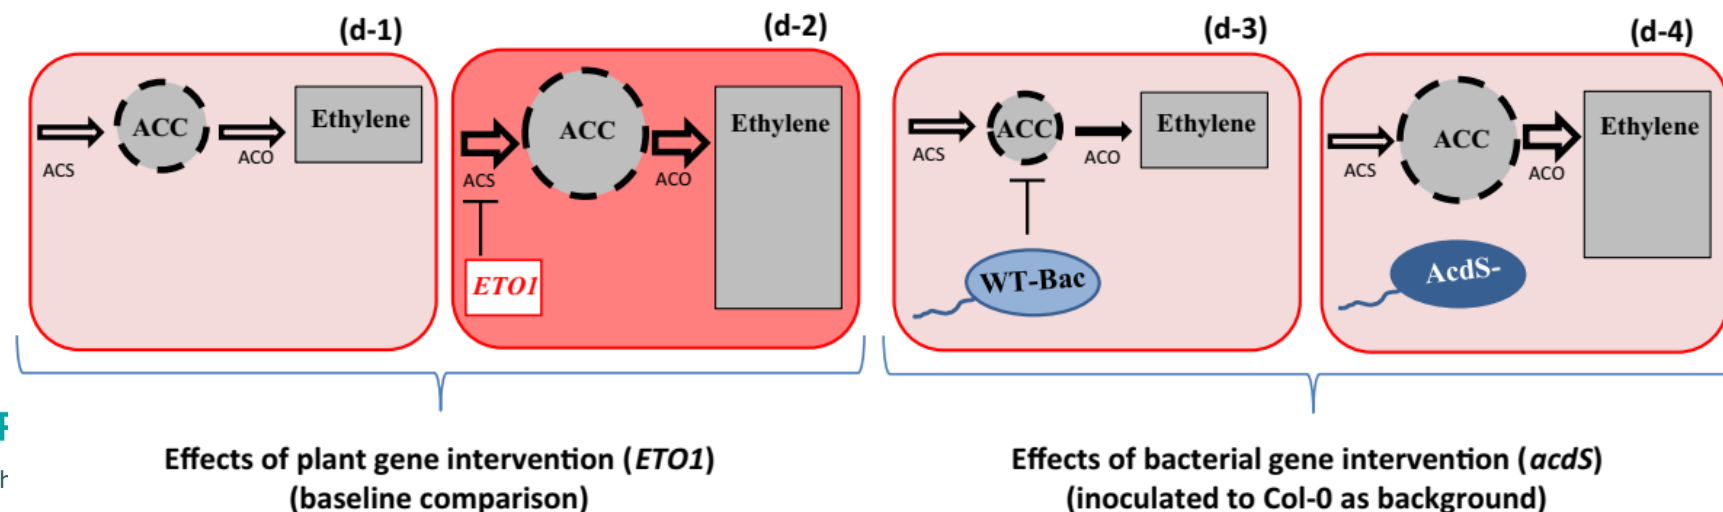 (d-1)
(d-2)
(d-3)
(d-4)
ACS
ACC
ACO
Ethylene
ACS
ACC
ACO
Ethylene
ETO1
ACS
ACC
ACO
Ethylene
WT-Bac
ACS
ACC
ACO
Ethylene
AcdS-
Effects of plant gene intervention (ETO1)
(baseline comparison)
Effects of bacterial gene intervention (acdS)
(inoculated to Col-0 as background)